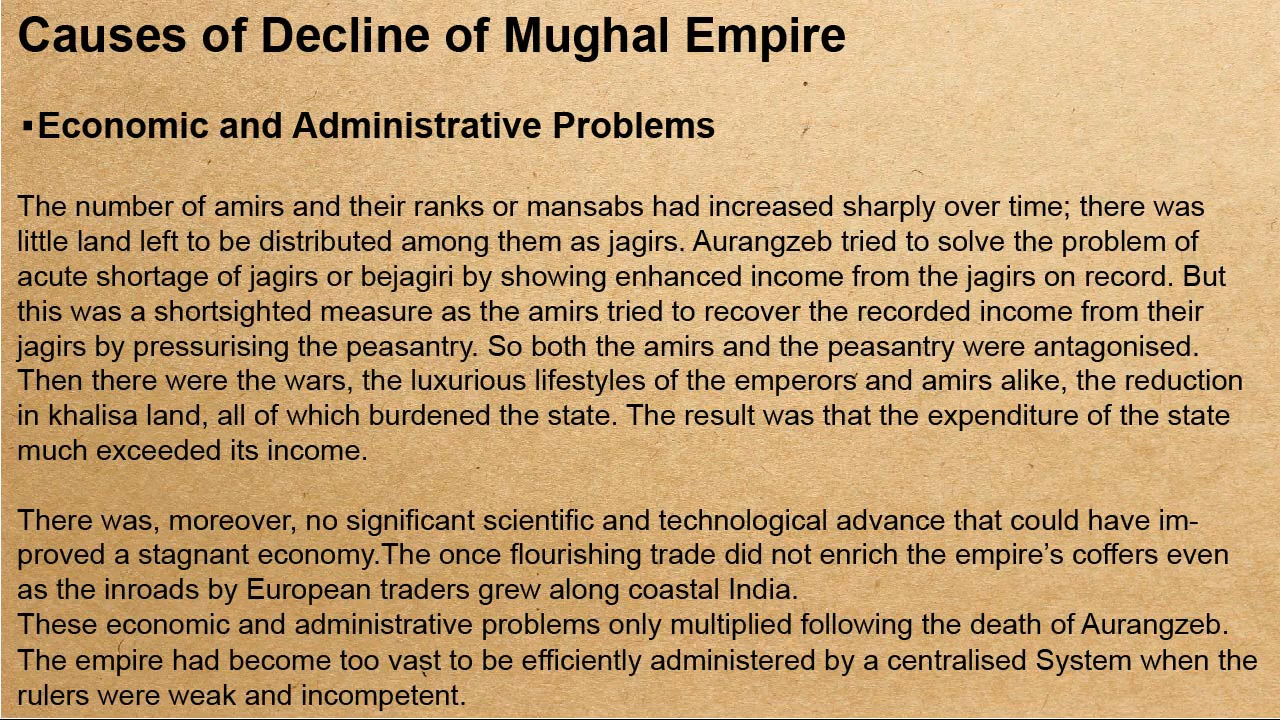 Causes of Decline of Mughal Empire
▪Economic and Administrative Problems
The number of amirs and their ranks or mansabs had increased sharply over time; there was
little land left to be distributed among them as jagirs. Aurangzeb tried to solve the problem of
acute shortage of jagirs or bejagiri by showing enhanced income from the jagirs on record. But
this was a shortsighted measure as the amirs tried to recover the recorded income from their
jagirs by pressurising the peasantry. So both the amirs and the peasantry were antagonised.
Then there were the wars, the luxurious lifestyles of the emperors and amirs alike, the reduction
in khalisa land, all of which burdened the state. The result was that the expenditure of the state
much exceeded its income.
There was, moreover, no significant scientific and technological advance that could have im-
proved a stagnant economy.The once flourishing trade did not enrich the empire’s coffers even
as the inroads by European traders grew along coastal India.
These economic and administrative problems only multiplied following the death of Aurangzeb.
The empire had become too vast to be efficiently administered by a centralised System when the
rulers were weak and incompetent.